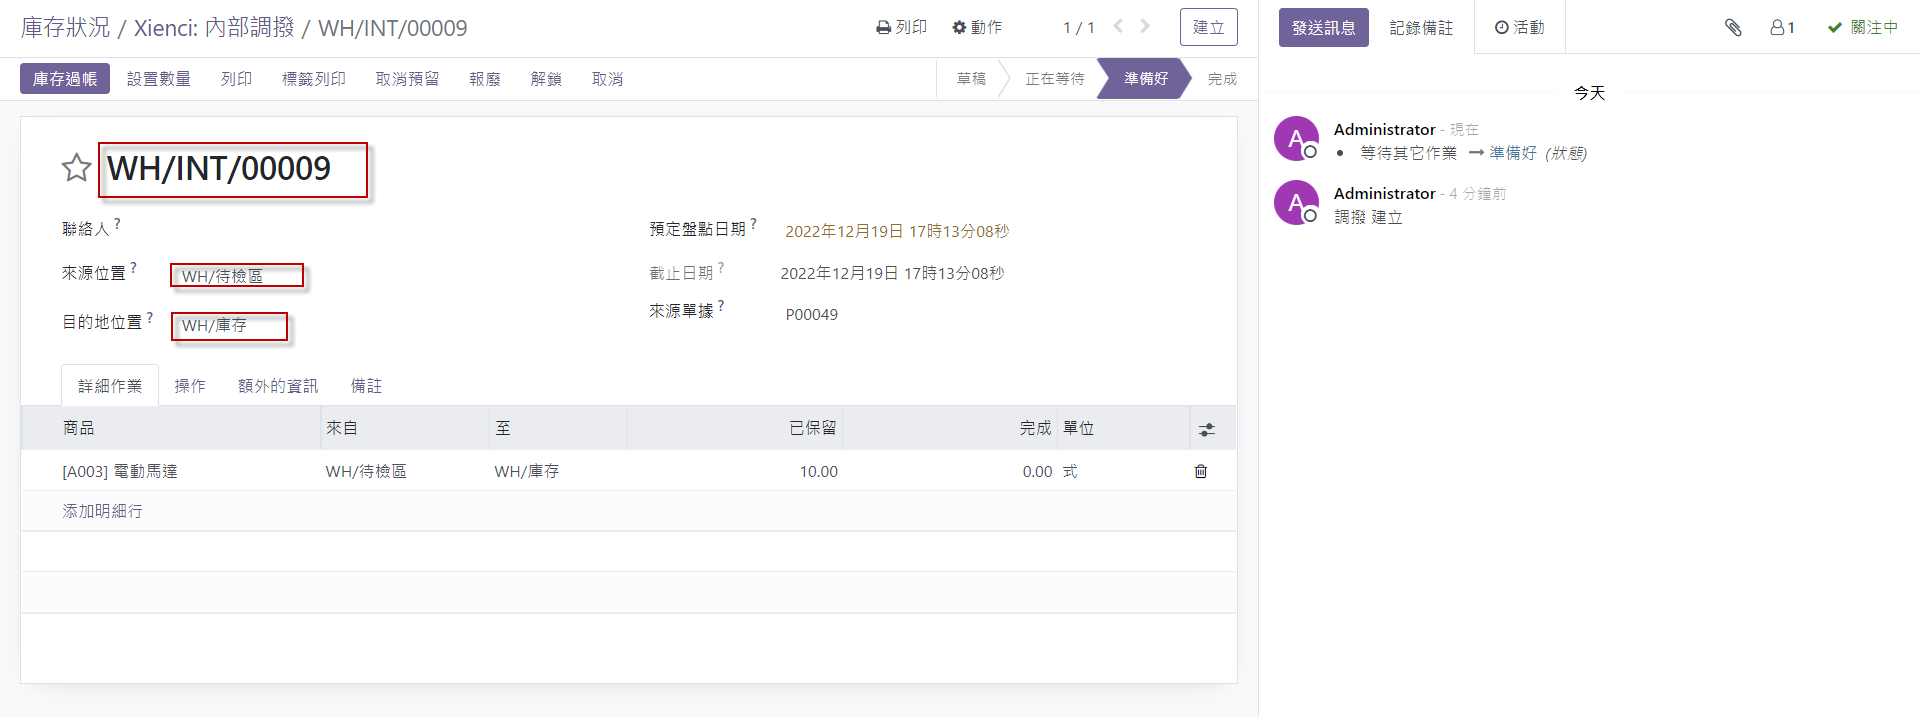 庫存狀況 / Xienci: 內部調撥 / WH/INT/00009
列印 動作 1 / 1 建立
庫存過帳 設置數量 列印 標籤列印 取消預留 報廢 解鎖 取消
草稿 正在等待 準備好 完成
WH/INT/00009
聯絡人 ?
來源位置 ? WH/待檢區
目的地位置 ? WH/庫存
預定盤點日期 ? 2022年12月19日 17時13分08秒
截止日期 ? 2022年12月19日 17時13分08秒
來源單據 ? P00049
詳細作業 操作 額外的資訊 備註
商品 來自 至 已保留 完成 單位
[A003] 電動馬達 WH/待檢區 WH/庫存 10.00 0.00 式
添加明細行
發送訊息 記錄備註 活動 1 關注中
今天
A
Administrator - 現在
• 等待其它作業 → 準備好 (狀態)
A
Administrator - 4 分鐘前
調撥 建立